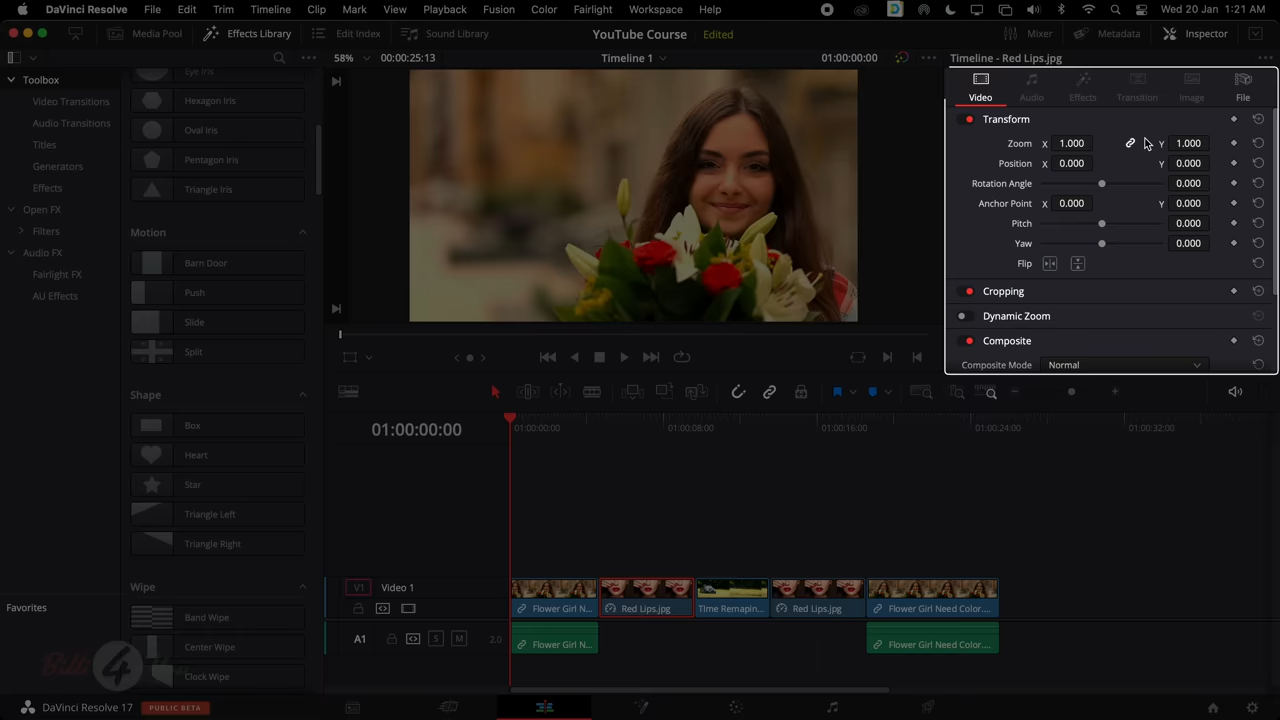 DaVinci Resolve File Edit Trim Timeline Clip Mark View Playback Fusion Color Fairlight Workspace Help Wed 20 Jan 1:21 AM
Media Pool Effects Library Edit Index Sound Library YouTube Course Edited Mixer Metadata Inspector
58% 00:00:25:13 Timeline 1 01:00:00:00 Timeline - Red Lips.jpg
Toolbox
Video Transitions
Audio Transitions
Titles
Generators
Effects
Open FX
Filters
Audio FX
Fairlight FX
AU Effects
Favorites
Eye Iris
Hexagon Iris
Oval Iris
Pentagon Iris
Triangle Iris
Motion
Barn Door
Push
Slide
Split
Shape
Box
Heart
Star
Triangle Left
Triangle Right
Wipe
Band Wipe
Center Wipe
Clock Wipe
Video Audio Effects Transition Image File
Transform
Zoom X 1.000 Y 1.000
Position X 0.000 Y 0.000
Rotation Angle 0.000
Anchor Point X 0.000 Y 0.000
Pitch 0.000
Yaw 0.000
Flip
Cropping
Dynamic Zoom
Composite
Composite Mode Normal
01:00:00:00
01:00:00:00 01:00:08:00 01:00:16:00 01:00:24:00 01:00:32:00
V1 Video 1
Flower Girl N... Red Lips.jpg TIme Remapin... Red Lips.jpg Flower Girl Need Color....
A1 S M 2.0
Flower Girl N... Flower Girl Need Color....
DaVinci Resolve 17 PUBLIC BETA